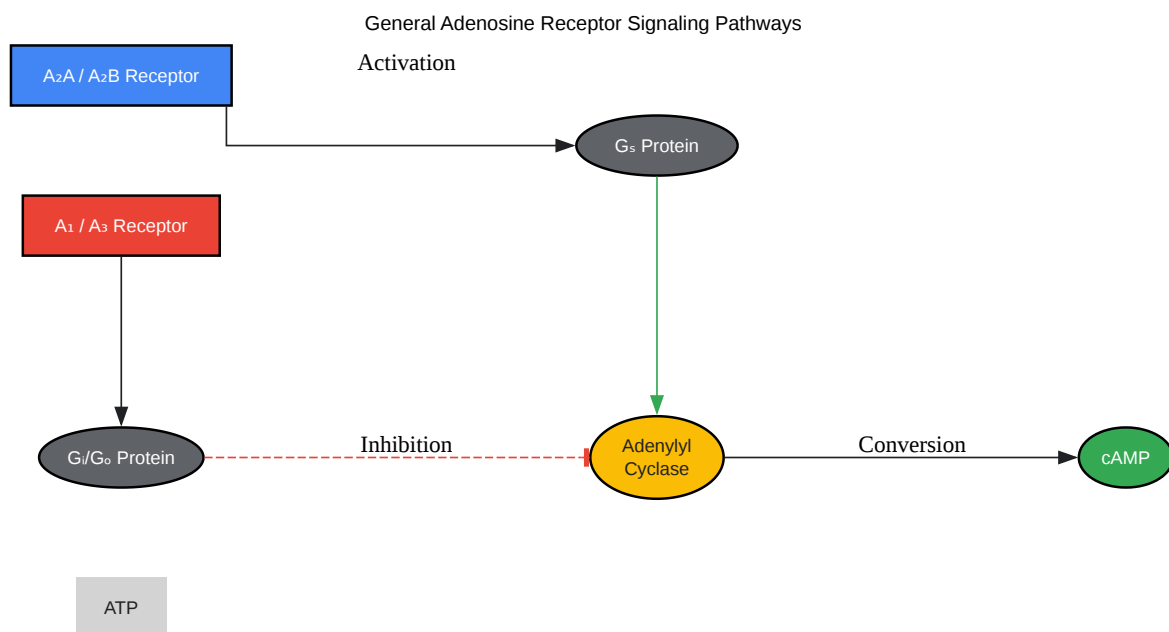 General Adenosine Receptor Signaling Pathways
Activation
A₂A / A₂B Receptor
Gₛ Protein
A₁ / A₃ Receptor
Gᵢ/Gₒ Protein
Inhibition
Adenylyl
Cyclase
Conversion
cAMP
ATP